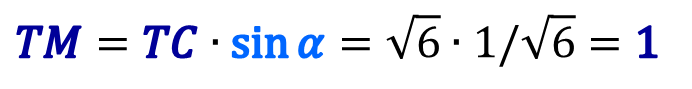 TM = TC · sin α = √6 · 1/√6 = 1